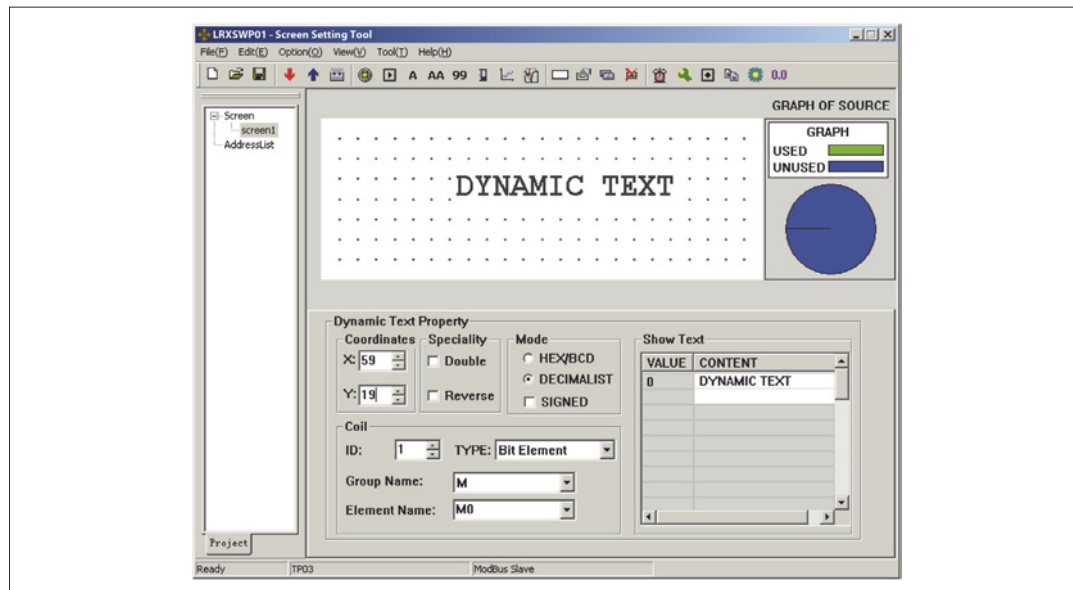 LRXSWP01 - Screen Setting Tool
File(F) Edit(E) Option(O) View(V) Tool(T) Help(H)
A AA 99 0.0
Screen
screen1
AddressList
GRAPH OF SOURCE
GRAPH
USED
UNUSED
DYNAMIC TEXT
Dynamic Text Property
Coordinates
X: 59
Y: 19
Speciality
Double
Reverse
Mode
HEX/BCD
DECIMALIST
SIGNED
Coil
ID: 1 TYPE: Bit Element
Group Name: M
Element Name: M0
Show Text
VALUE CONTENT
0 DYNAMIC TEXT
Project
Ready TP03 ModBus Slave